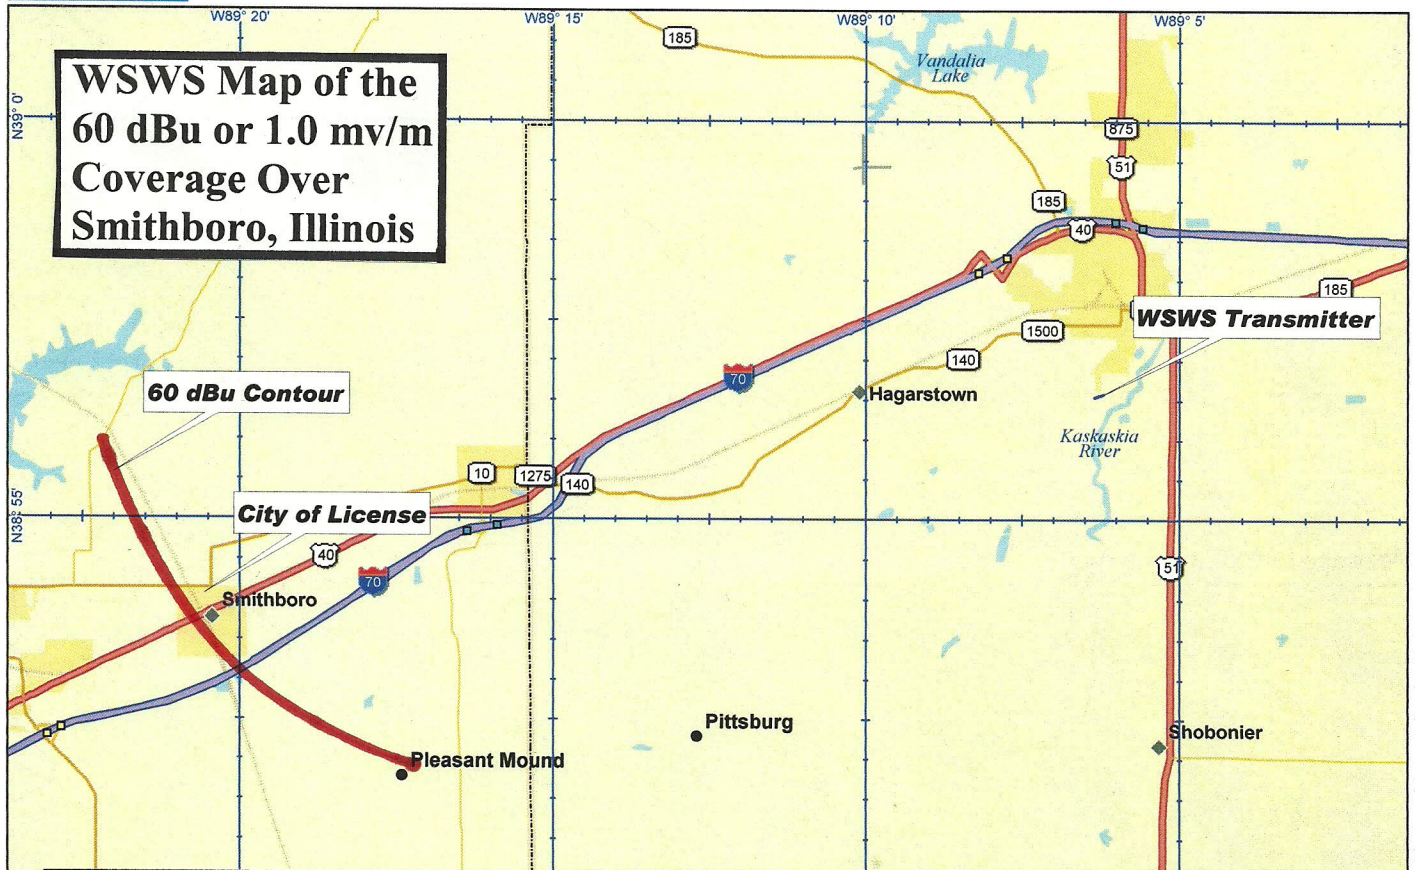 W89° 20'
W89° 15'
W89° 10'
W89° 5'
WSWS Map of the
60 dBu or 1.0 mv/m
Coverage Over
Smithboro, Illinois
N39° 0'
185
Vandalia
Lake
875
51
185
40
185
WSWS Transmitter
1500
140
70
60 dBu Contour
Hagarstown
Kaskaskia
River
10
1275
140
City of License
N38° 55'
40
70
51
Smithboro
Pittsburg
Shobonier
Pleasant Mound